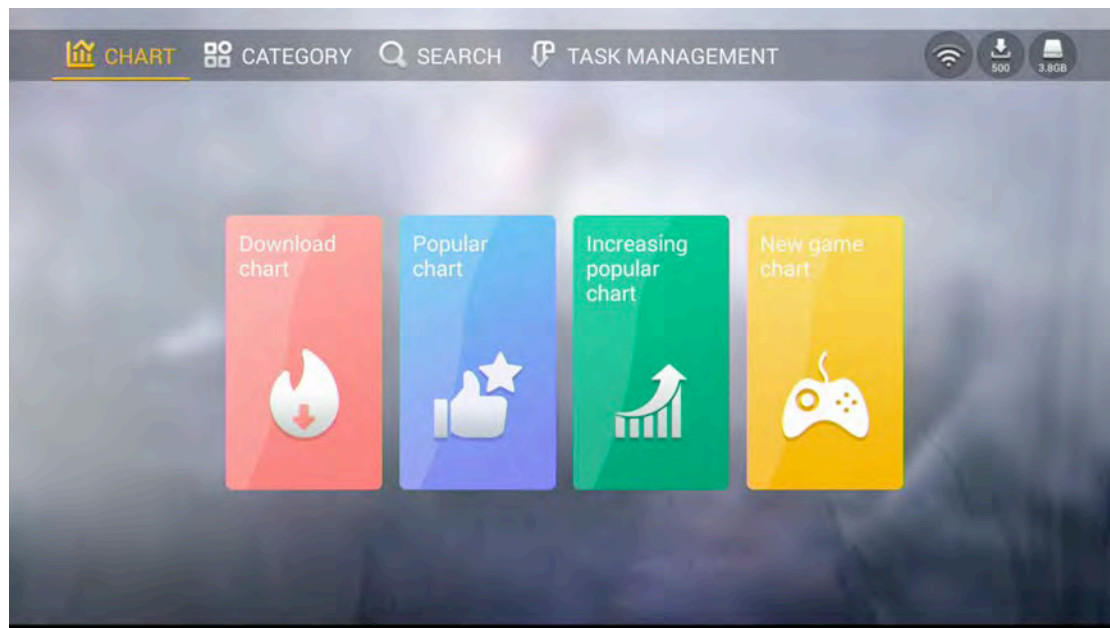 CHART CATEGORY SEARCH TASK MANAGEMENT
500 3.8GB
Download
chart
Popular
chart
Increasing
popular
chart
New game
chart